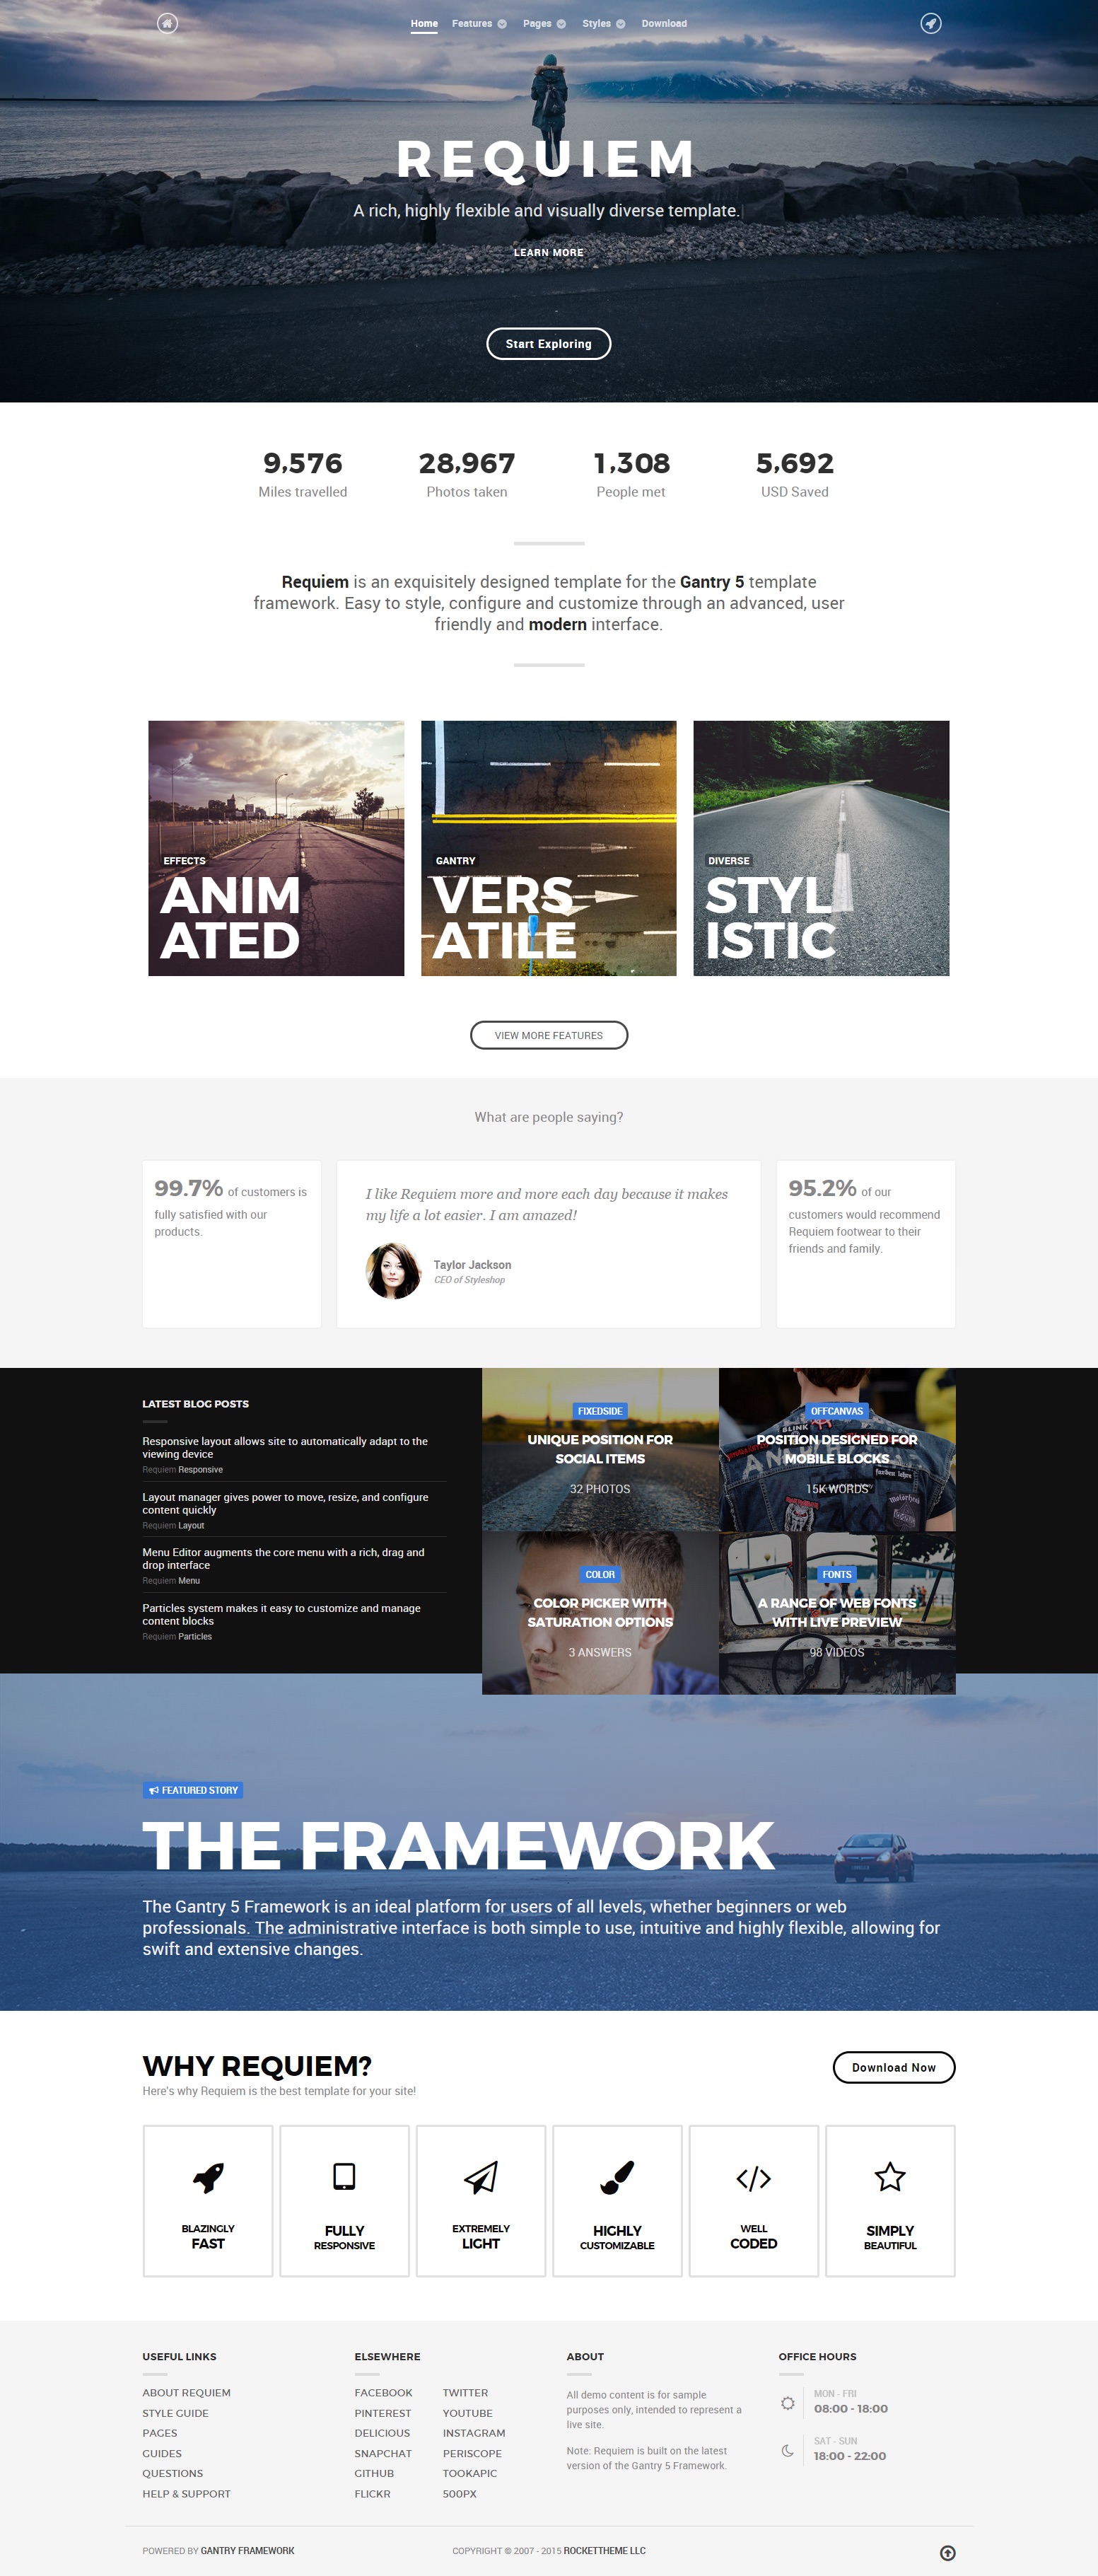 Home Features Pages Styles Download
REQUIEM
A rich, highly flexible and visually diverse template.
LEARN MORE
Start Exploring
9,576 28,967 1,308 5,692
Miles travelled Photos taken People met USD Saved
Requiem is an exquisitely designed template for the Gantry 5 template
framework. Easy to style, configure and customize through an advanced, user
friendly and modern interface.
EFFECTS
ANIM
ATED
GANTRY
VERS
ATILE
DIVERSE
STYL
ISTIC
VIEW MORE FEATURES
What are people saying?
99.7% of customers is
fully satisfied with our
products.
I like Requiem more and more each day because it makes
my life a lot easier. I am amazed!
Taylor Jackson
CEO of Styleshop
95.2% of our
customers would recommend
Requiem footwear to their
friends and family.
LATEST BLOG POSTS
Responsive layout allows site to automatically adapt to the
viewing device
Requiem Responsive
Layout manager gives power to move, resize, and configure
content quickly
Requiem Layout
Menu Editor augments the core menu with a rich, drag and
drop interface
Requiem Menu
Particles system makes it easy to customize and manage
content blocks
Requiem Particles
FIXEDSIDE
UNIQUE POSITION FOR
SOCIAL ITEMS
32 PHOTOS
OFFCANVAS
POSITION DESIGNED FOR
MOBILE BLOCKS
15K WORDS
COLOR
COLOR PICKER WITH
SATURATION OPTIONS
3 ANSWERS
FONTS
A RANGE OF WEB FONTS
WITH LIVE PREVIEW
98 VIDEOS
FEATURED STORY
THE FRAMEWORK
The Gantry 5 Framework is an ideal platform for users of all levels, whether beginners or web
professionals. The administrative interface is both simple to use, intuitive and highly flexible, allowing for
swift and extensive changes.
WHY REQUIEM?
Here's why Requiem is the best template for your site!
Download Now
BLAZINGLY
FAST
FULLY
RESPONSIVE
EXTREMELY
LIGHT
HIGHLY
CUSTOMIZABLE
WELL
CODED
SIMPLY
BEAUTIFUL
USEFUL LINKS
ABOUT REQUIEM
STYLE GUIDE
PAGES
GUIDES
QUESTIONS
HELP & SUPPORT
ELSEWHERE
FACEBOOK TWITTER
PINTEREST YOUTUBE
DELICIOUS INSTAGRAM
SNAPCHAT PERISCOPE
GITHUB TOOKAPIC
FLICKR 500PX
ABOUT
All demo content is for sample
purposes only, intended to represent a
live site.
Note: Requiem is built on the latest
version of the Gantry 5 Framework.
OFFICE HOURS
MON - FRI
08:00 - 18:00
SAT - SUN
18:00 - 22:00
POWERED BY GANTRY FRAMEWORK
COPYRIGHT © 2007 - 2015 ROCKETTHEME LLC